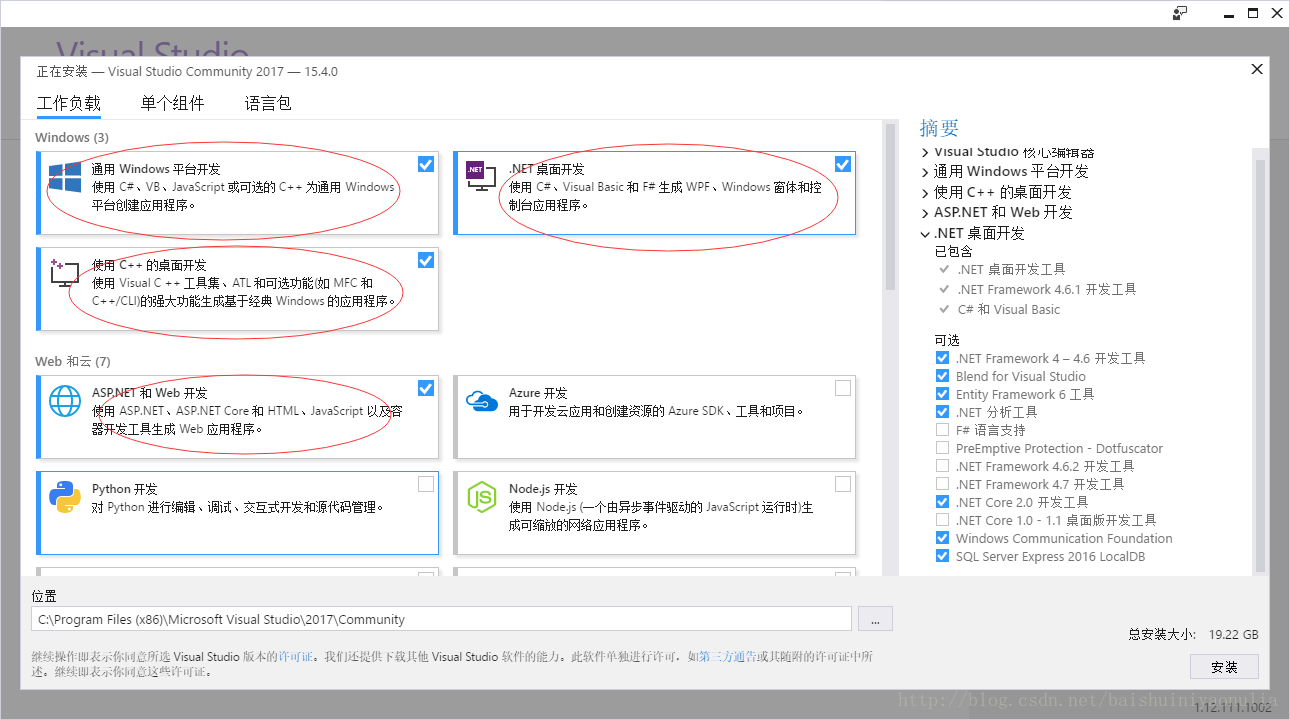 Visual Studio
正在安装 — Visual Studio Community 2017 — 15.4.0
工作负载 单个组件 语言包
Windows (3)
通用 Windows 平台开发
使用 C#、VB、JavaScript 或可选的 C++ 为通用 Windows
平台创建应用程序。
.NET 桌面开发
使用 C#、Visual Basic 和 F# 生成 WPF、Windows 窗体和控
制台应用程序。
使用 C++ 的桌面开发
使用 Visual C ++ 工具集、ATL 和可选功能(如 MFC 和
C++/CLI)的强大功能生成基于经典 Windows 的应用程序。
Web 和云 (7)
ASP.NET 和 Web 开发
使用 ASP.NET、ASP.NET Core 和 HTML、JavaScript 以及容
器开发工具生成 Web 应用程序。
Azure 开发
用于开发云应用和创建资源的 Azure SDK、工具和项目。
Python 开发
对 Python 进行编辑、调试、交互式开发和源代码管理。
Node.js 开发
使用 Node.js (一个由异步事件驱动的 JavaScript 运行时)生
成可缩放的网络应用程序。
摘要
Visual Studio 核心编辑器
通用 Windows 平台开发
使用 C++ 的桌面开发
ASP.NET 和 Web 开发
.NET 桌面开发
已包含
.NET 桌面开发工具
.NET Framework 4.6.1 开发工具
C# 和 Visual Basic
可选
.NET Framework 4 – 4.6 开发工具
Blend for Visual Studio
Entity Framework 6 工具
.NET 分析工具
F# 语言支持
PreEmptive Protection - Dotfuscator
.NET Framework 4.6.2 开发工具
.NET Framework 4.7 开发工具
.NET Core 2.0 开发工具
.NET Core 1.0 - 1.1 桌面版开发工具
Windows Communication Foundation
SQL Server Express 2016 LocalDB
位置
C:\Program Files (x86)\Microsoft Visual Studio\2017\Community
...
总安装大小: 19.22 GB
继续操作即表示你同意所选 Visual Studio 版本的许可证。我们还提供下载其他 Visual Studio 软件的能力。此软件单独进行许可，如第三方通告或其随附的许可证中所
述。继续即表示你同意这些许可证。
安装
http://blog.csdn.net/baishuiniyaonulia
1.12.111.1002